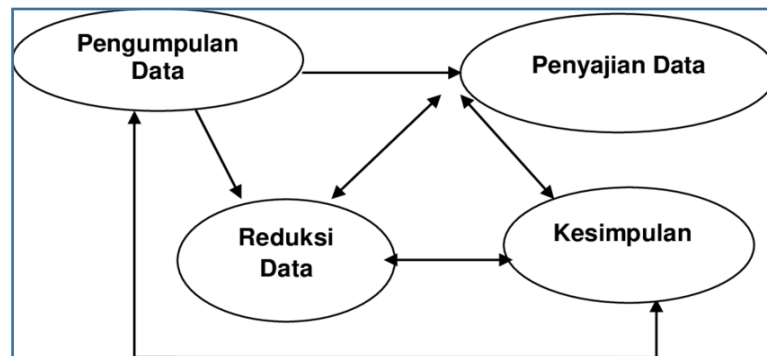 Pengumpulan
Data
Penyajian Data
Reduksi
Data
Kesimpulan